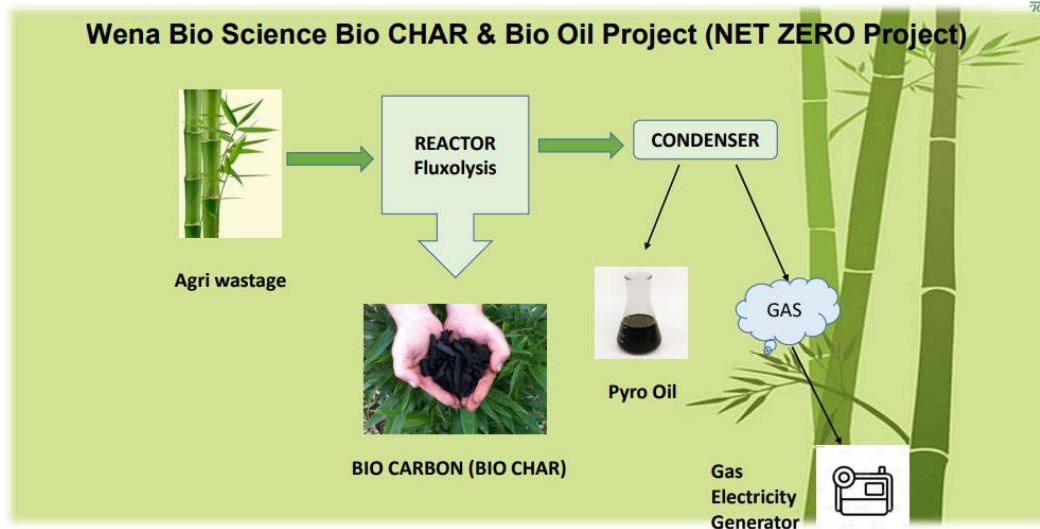 Wena Bio Science Bio CHAR & Bio Oil Project (NET ZERO Project)
REACTOR
Fluxolysis
CONDENSER
Agri wastage
GAS
Pyro Oil
BIO CARBON (BIO CHAR)
Gas
Electricity
Generator